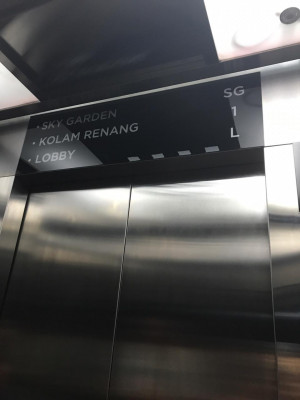 • SKY GARDEN SG
• KOLAM RENANG 1
• LOBBY L